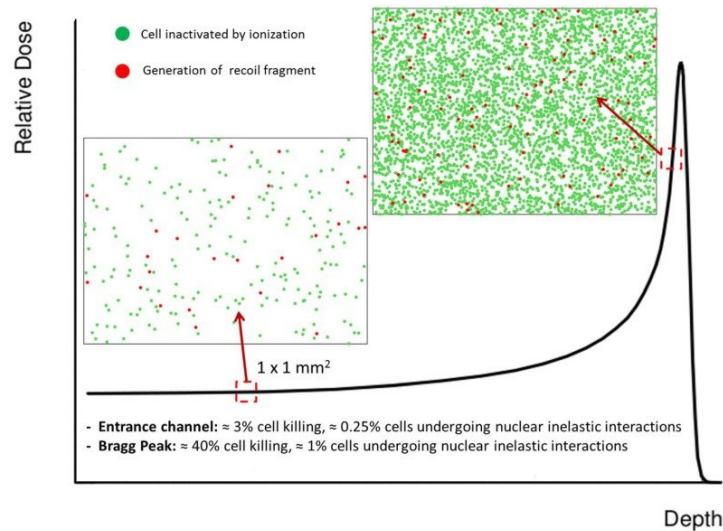 Relative Dose
Cell inactivated by ionization
Generation of recoil fragment
1 x 1 mm²
- Entrance channel: ≈ 3% cell killing, ≈ 0.25% cells undergoing nuclear inelastic interactions
- Bragg Peak: ≈ 40% cell killing, ≈ 1% cells undergoing nuclear inelastic interactions
Depth